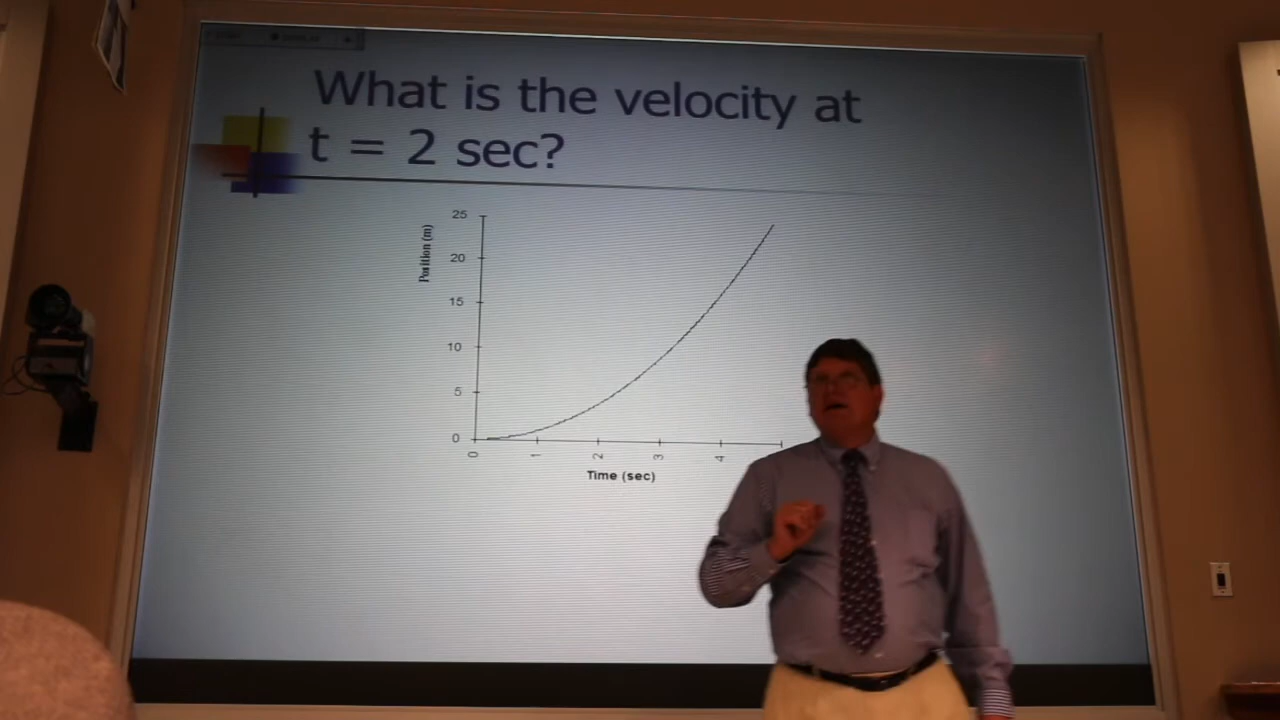 What is the velocity at
t = 2 sec?
Position (m)
25
20
15
10
5
0
0 1 2 3 4
Time (sec)